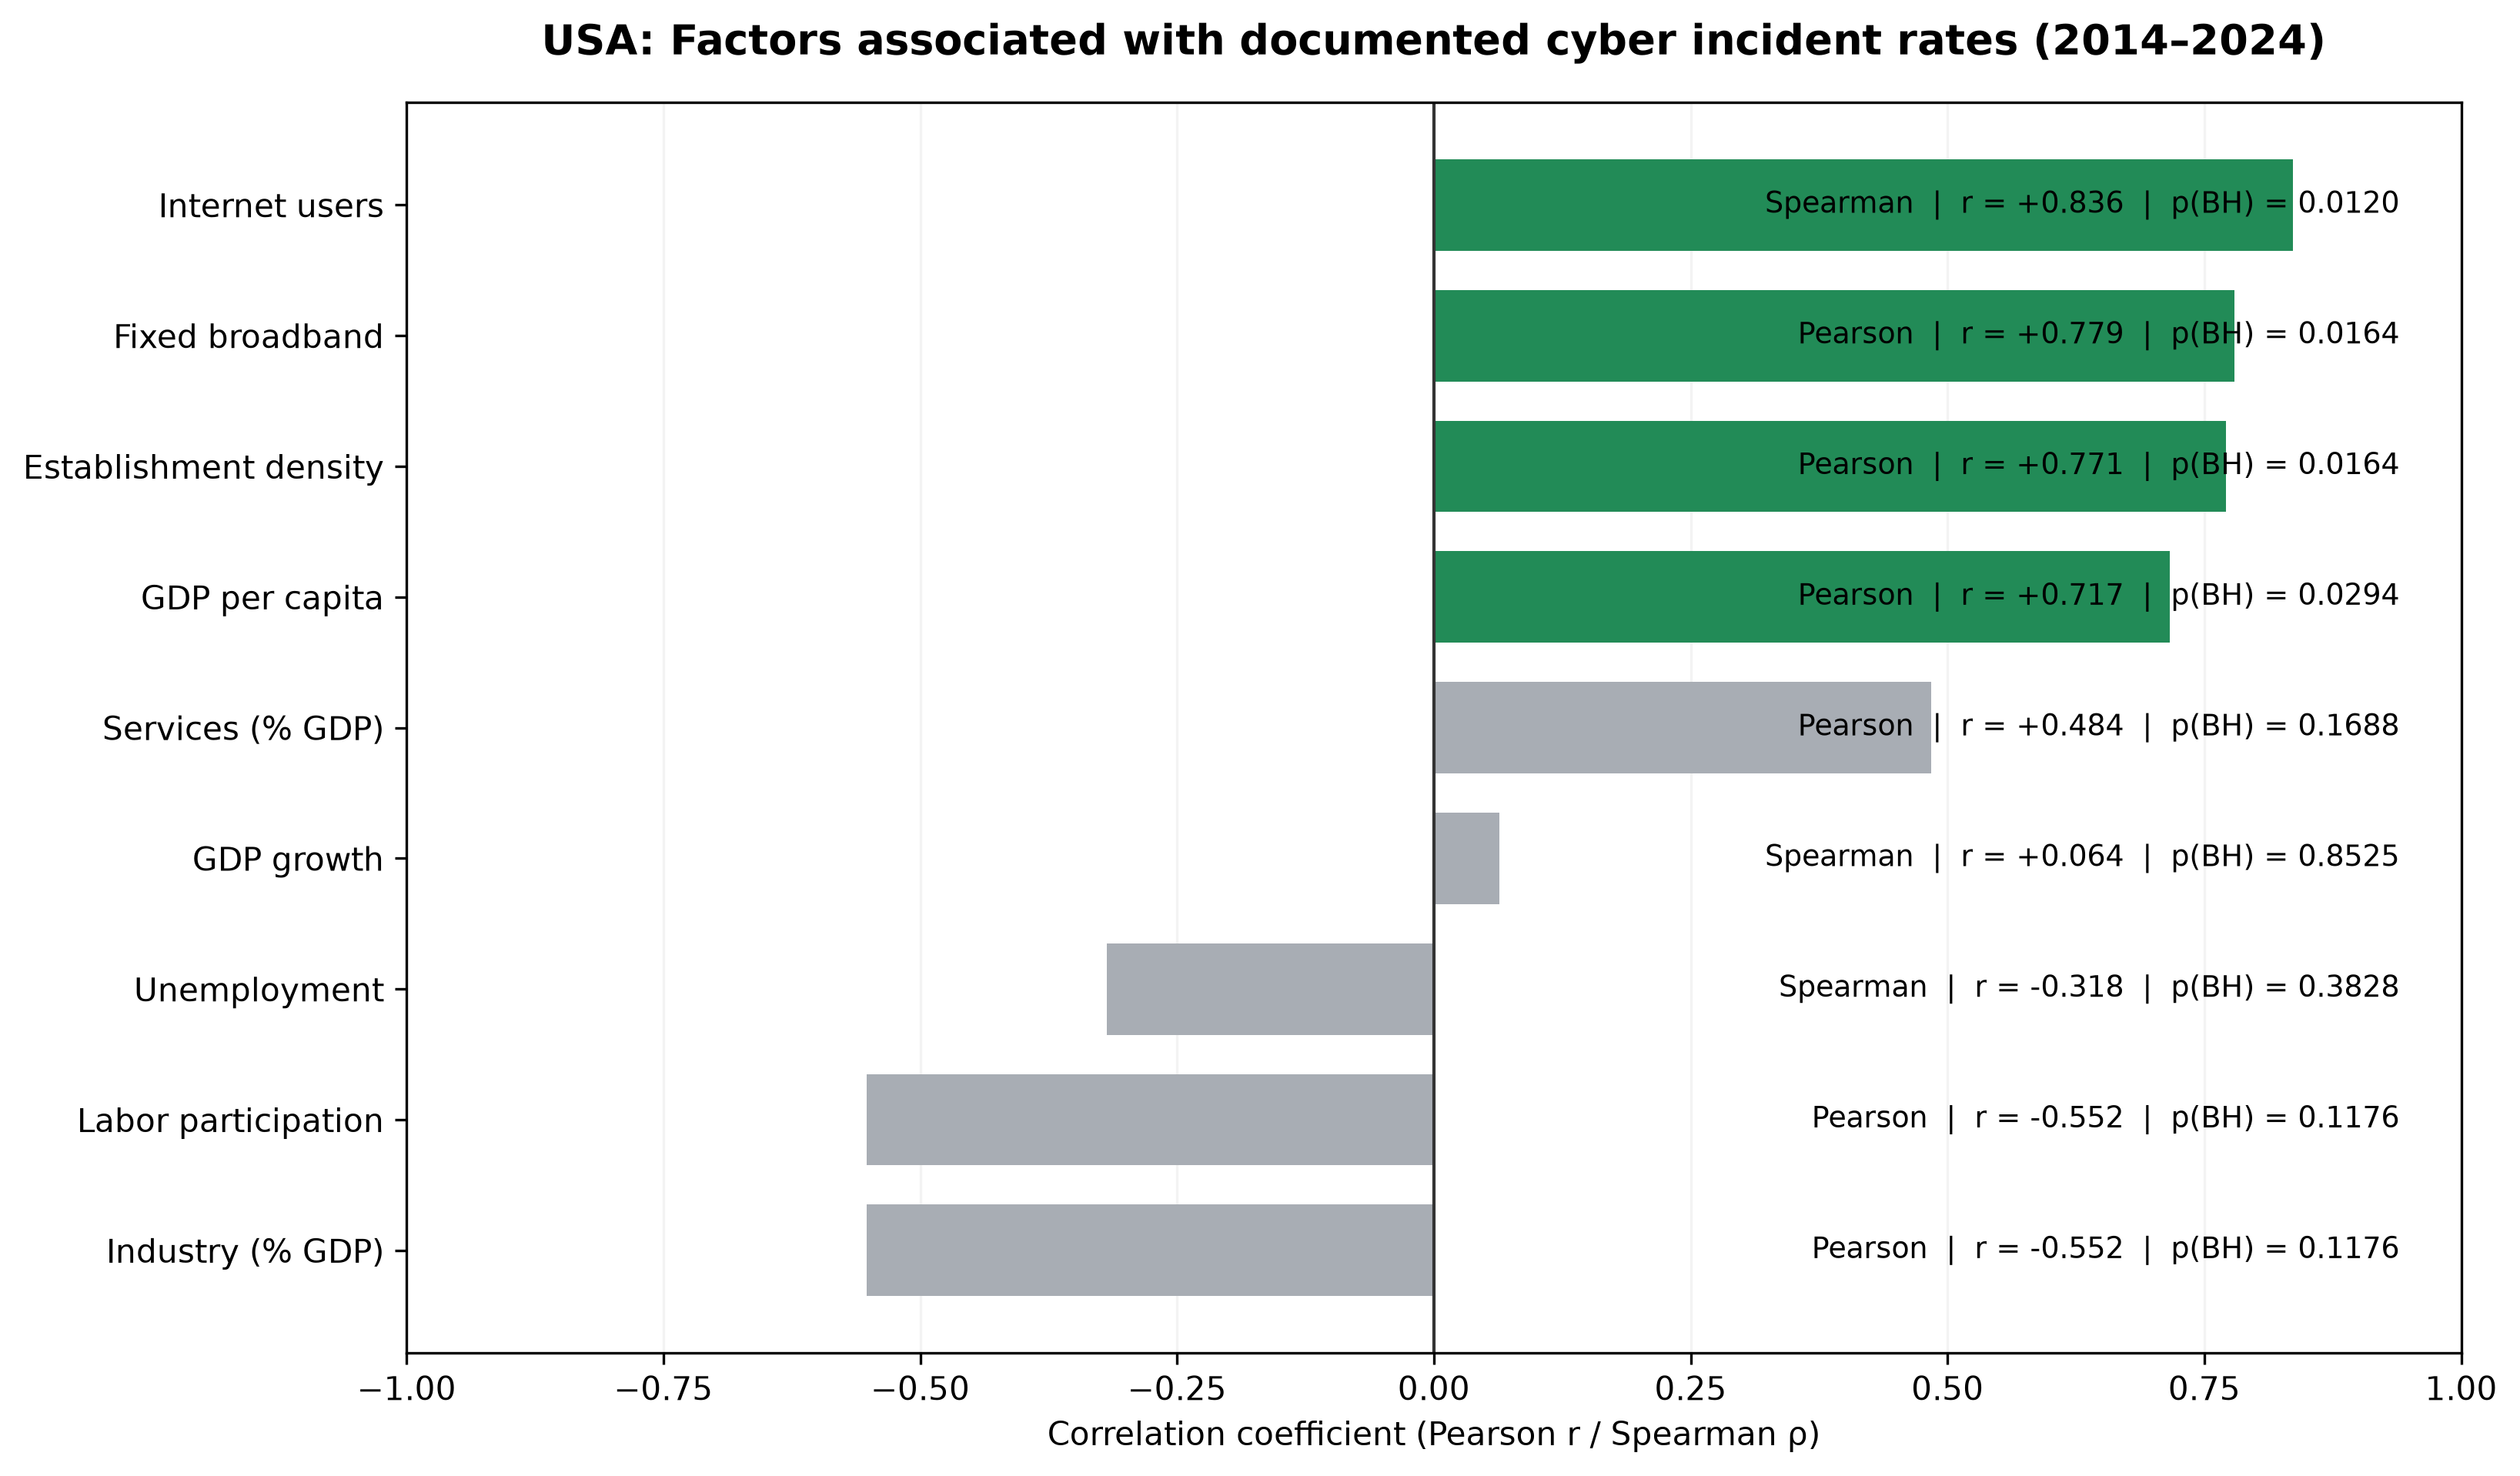 USA: Factors associated with documented cyber incident rates (2014–2024)
Internet users
Spearman | r = +0.836 | p(BH) = 0.0120
Fixed broadband
Pearson | r = +0.779 | p(BH) = 0.0164
Establishment density
Pearson | r = +0.771 | p(BH) = 0.0164
GDP per capita
Pearson | r = +0.717 | p(BH) = 0.0294
Services (% GDP)
Pearson | r = +0.484 | p(BH) = 0.1688
GDP growth
Spearman | r = +0.064 | p(BH) = 0.8525
Unemployment
Spearman | r = -0.318 | p(BH) = 0.3828
Labor participation
Pearson | r = -0.552 | p(BH) = 0.1176
Industry (% GDP)
Pearson | r = -0.552 | p(BH) = 0.1176
−1.00 −0.75 −0.50 −0.25 0.00 0.25 0.50 0.75 1.00
Correlation coefficient (Pearson r / Spearman ρ)